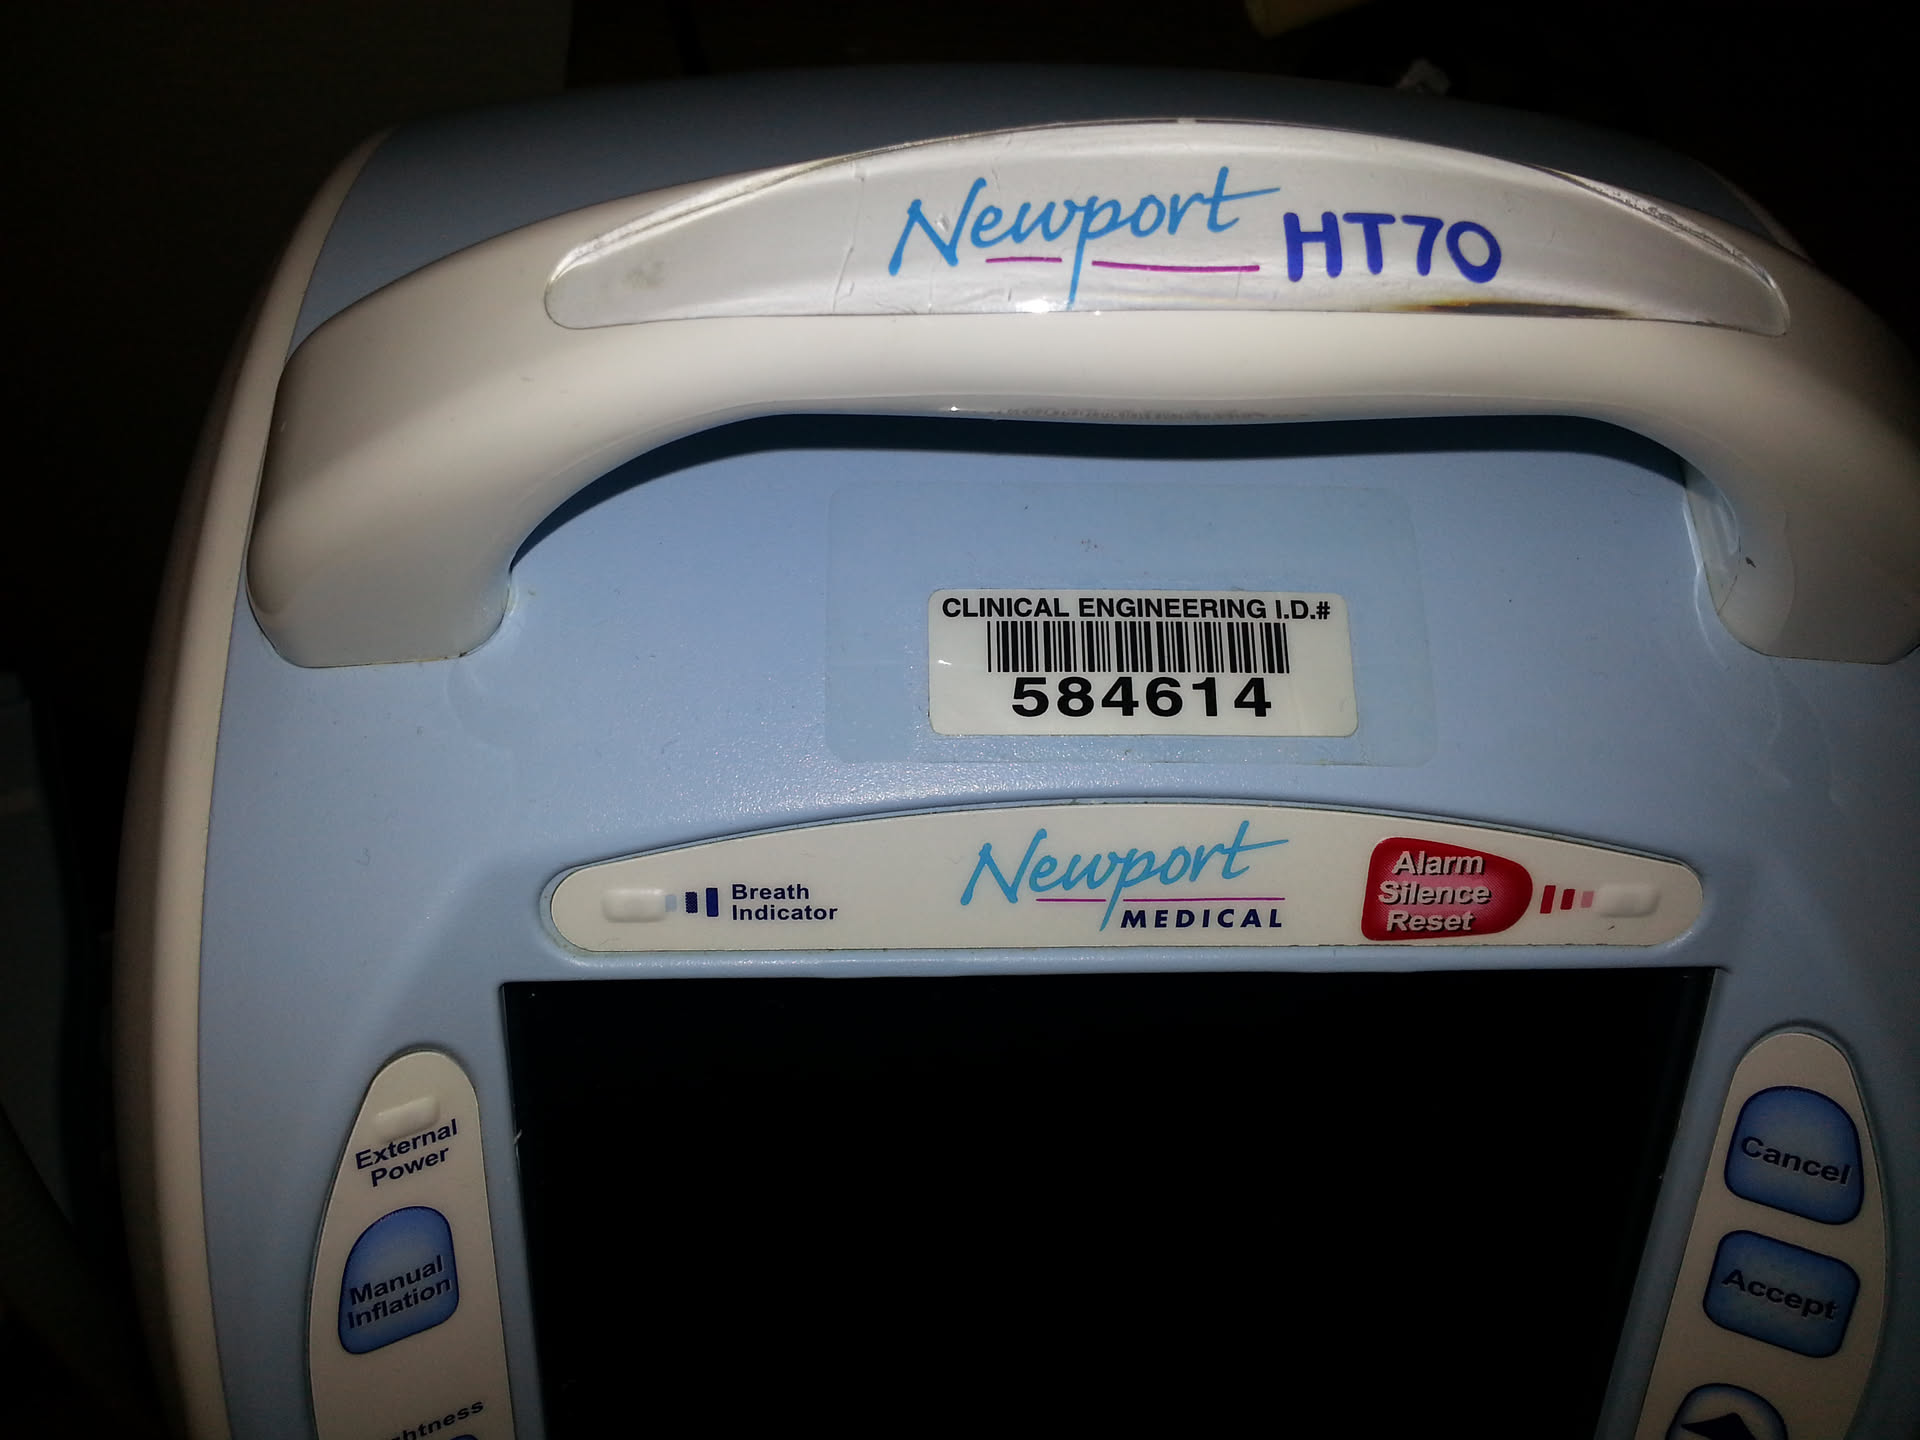 Newport HT70
CLINICAL ENGINEERING I.D.#
584614
Breath
Indicator
Newport
MEDICAL
Alarm
Silence
Reset
External
Power
Manual
Inflation
Cancel
Accept